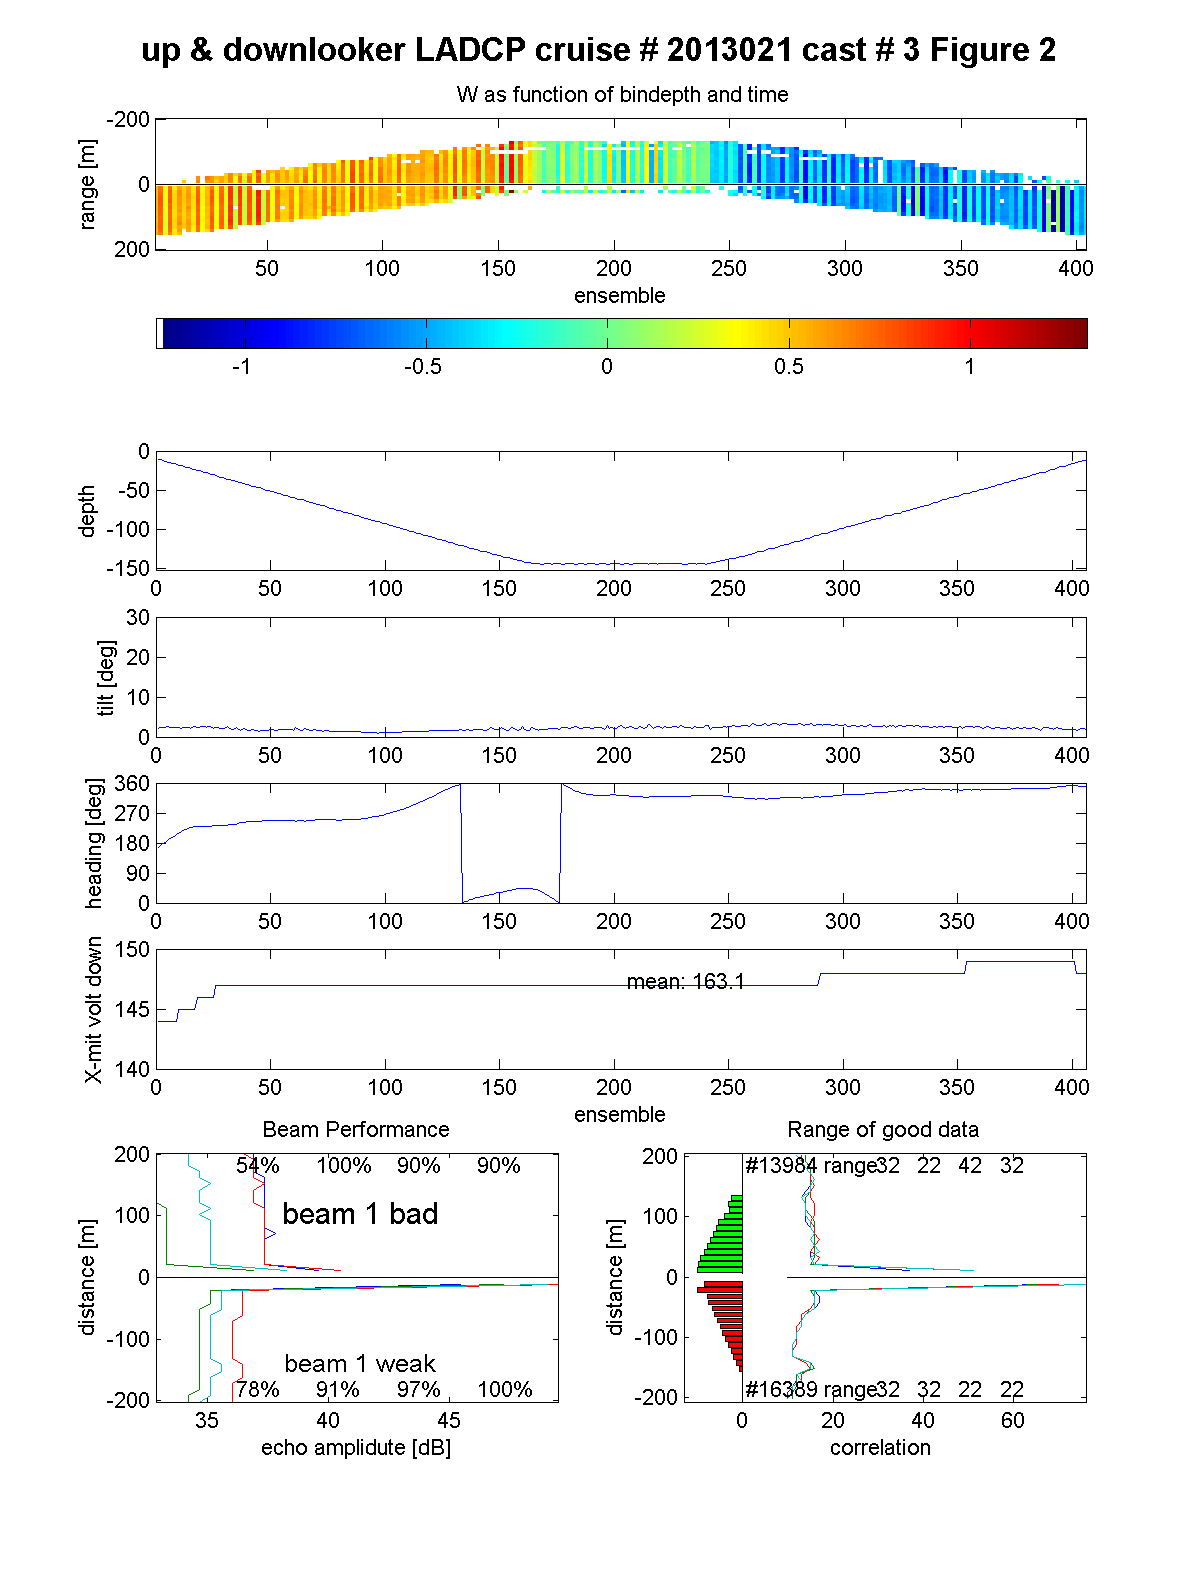 up & downlooker LADCP cruise # 2013021 cast # 3 Figure 2
W as function of bindepth and time
-200
0
200
range [m]
50 100 150 200 250 300 350 400
ensemble
-1 -0.5 0 0.5 1
0
-50
-100
-150
depth
0 50 100 150 200 250 300 350 400
30
20
10
0
tilt [deg]
0 50 100 150 200 250 300 350 400
360
270
180
90
0
heading [deg]
0 50 100 150 200 250 300 350 400
150
145
140
X-mit volt down
mean: 163.1
0 50 100 150 200 250 300 350 400
ensemble
Beam Performance
200
100
0
-100
-200
distance [m]
54% 100% 90% 90%
beam 1 bad
beam 1 weak
78% 91% 97% 100%
35 40 45
echo amplidute [dB]
Range of good data
200
100
0
-100
-200
distance [m]
#13984 range 32 22 42 32
#16389 range 32 32 22 22
0 20 40 60
correlation